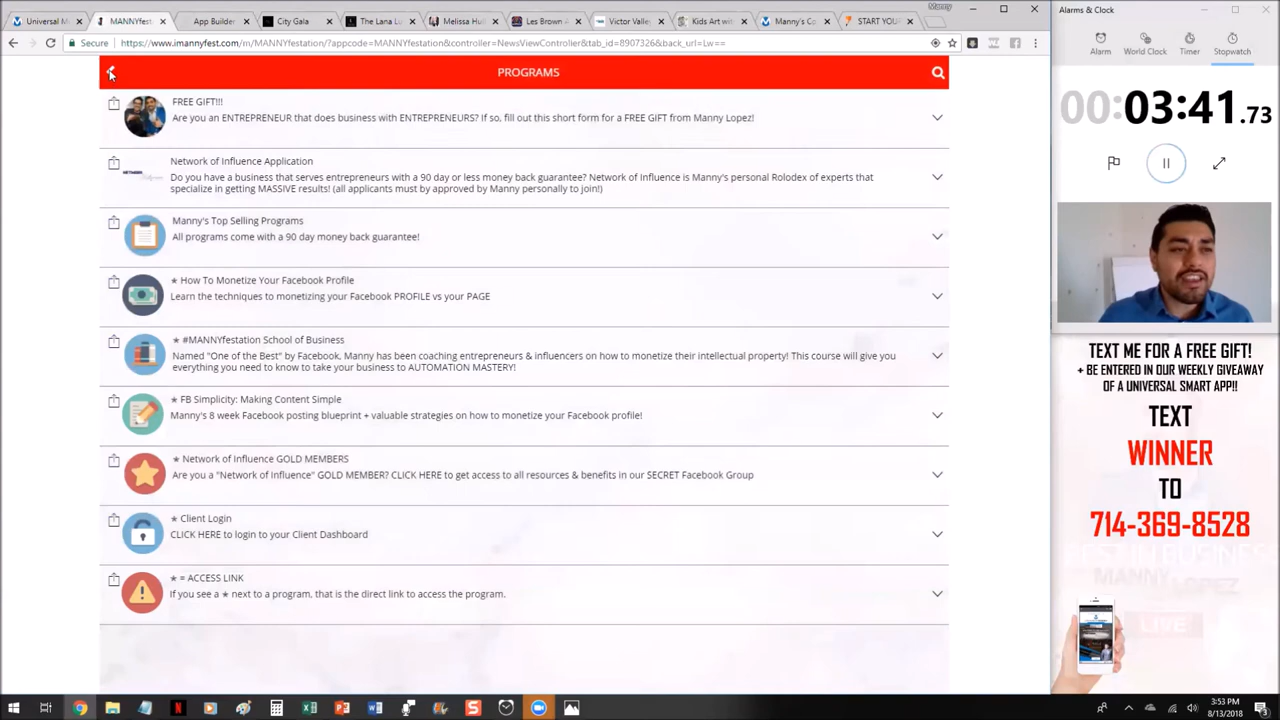 Universal M
MANNYfest
App Builder
City Gala
The Lana Lo
Melissa Hull
Les Brown A
Victor Valley
Kids Art wit
Manny's Co
START YOUR
Manny
Secure https://www.imannyfest.com/m/MANNYfestation/?appcode=MANNYfestation&controller=NewsViewController&tab_id=8907326&back_url=Lw==
PROGRAMS
FREE GIFT!!!
Are you an ENTREPRENEUR that does business with ENTREPRENEURS? If so, fill out this short form for a FREE GIFT from Manny Lopez!
Network of Influence Application
Do you have a business that serves entrepreneurs with a 90 day or less money back guarantee? Network of Influence is Manny's personal Rolodex of experts that
specialize in getting MASSIVE results! (all applicants must by approved by Manny personally to join!)
Manny's Top Selling Programs
All programs come with a 90 day money back guarantee!
★ How To Monetize Your Facebook Profile
Learn the techniques to monetizing your Facebook PROFILE vs your PAGE
★ #MANNYfestation School of Business
Named "One of the Best" by Facebook, Manny has been coaching entrepreneurs & influencers on how to monetize their intellectual property! This course will give you
everything you need to know to take your business to AUTOMATION MASTERY!
★ FB Simplicity: Making Content Simple
Manny's 8 week Facebook posting blueprint + valuable strategies on how to monetize your Facebook profile!
★ Network of Influence GOLD MEMBERS
Are you a "Network of Influence" GOLD MEMBER? CLICK HERE to get access to all resources & benefits in our SECRET Facebook Group
★ Client Login
CLICK HERE to login to your Client Dashboard
★ = ACCESS LINK
If you see a ★ next to a program, that is the direct link to access the program.
Alarms & Clock
Alarm
World Clock
Timer
Stopwatch
00:03:41.73
TEXT ME FOR A FREE GIFT!
+ BE ENTERED IN OUR WEEKLY GIVEAWAY
OF A UNIVERSAL SMART APP!!
TEXT
WINNER
TO
714-369-8528
BEST IN BUSINESS
MANNY
LOPEZ
LIVE!
3:53 PM
8/13/2018